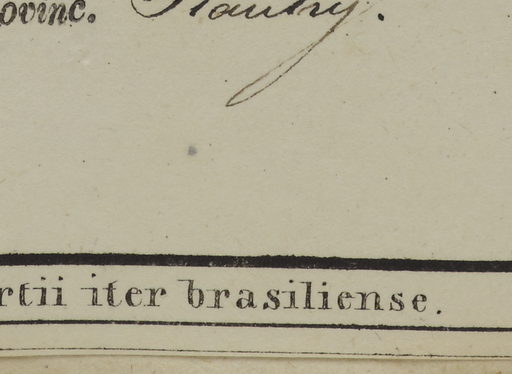 ovinc.
rtii iter brasiliense.